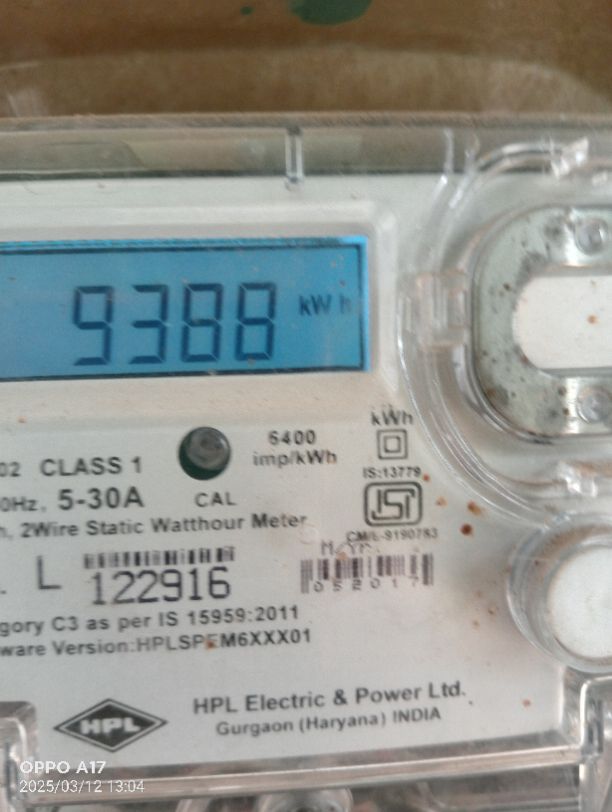 9388 kWh
kWh
6400
imp/kWh
02 CLASS 1
IS:13779
0Hz, 5-30A
CAL
2Wire Static Watthour Meter
CM/L-9190783
M/Yr.
L 122916
052017
gory C3 as per IS 15959:2011
ware Version:HPLSPEM6XXX01
HPL Electric & Power Ltd.
Gurgaon (Haryana) INDIA
HPL
OPPO A17
2025/03/12 13:04